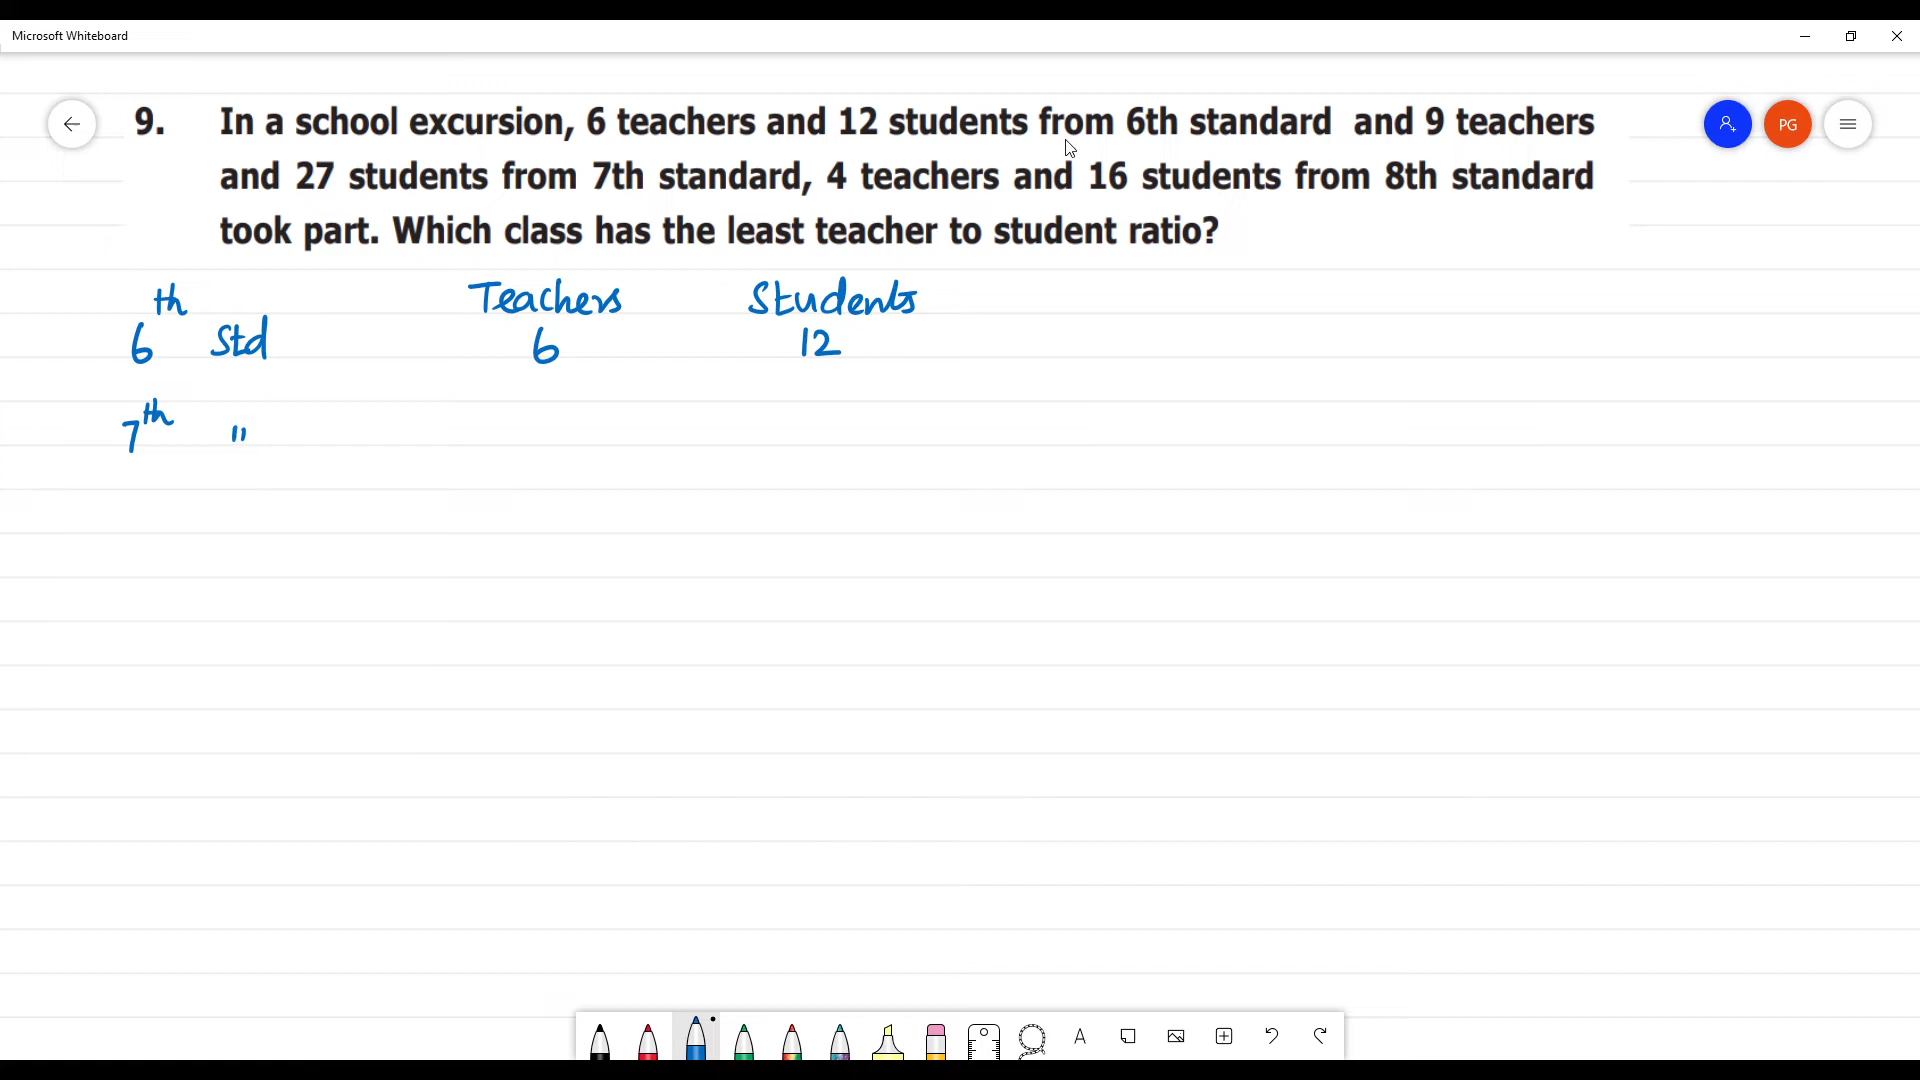 Microsoft Whiteboard
9. In a school excursion, 6 teachers and 12 students from 6th standard and 9 teachers
and 27 students from 7th standard, 4 teachers and 16 students from 8th standard
took part. Which class has the least teacher to student ratio?
PG
Teachers Students
6th Std 6 12
7th "
A